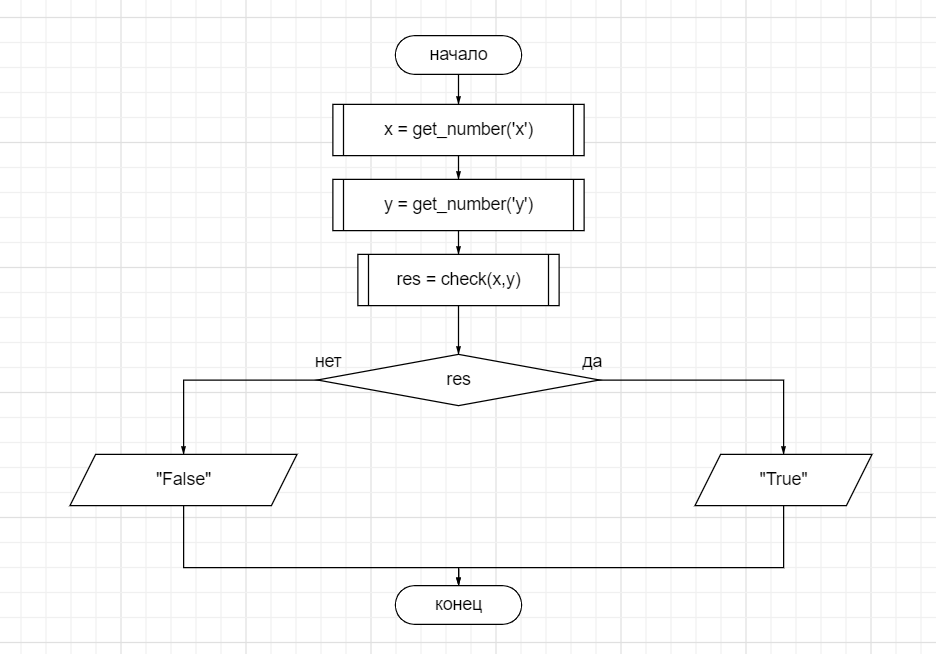 начало
x = get_number('x')
y = get_number('y')
res = check(x,y)
нет
да
res
"False"
"True"
конец